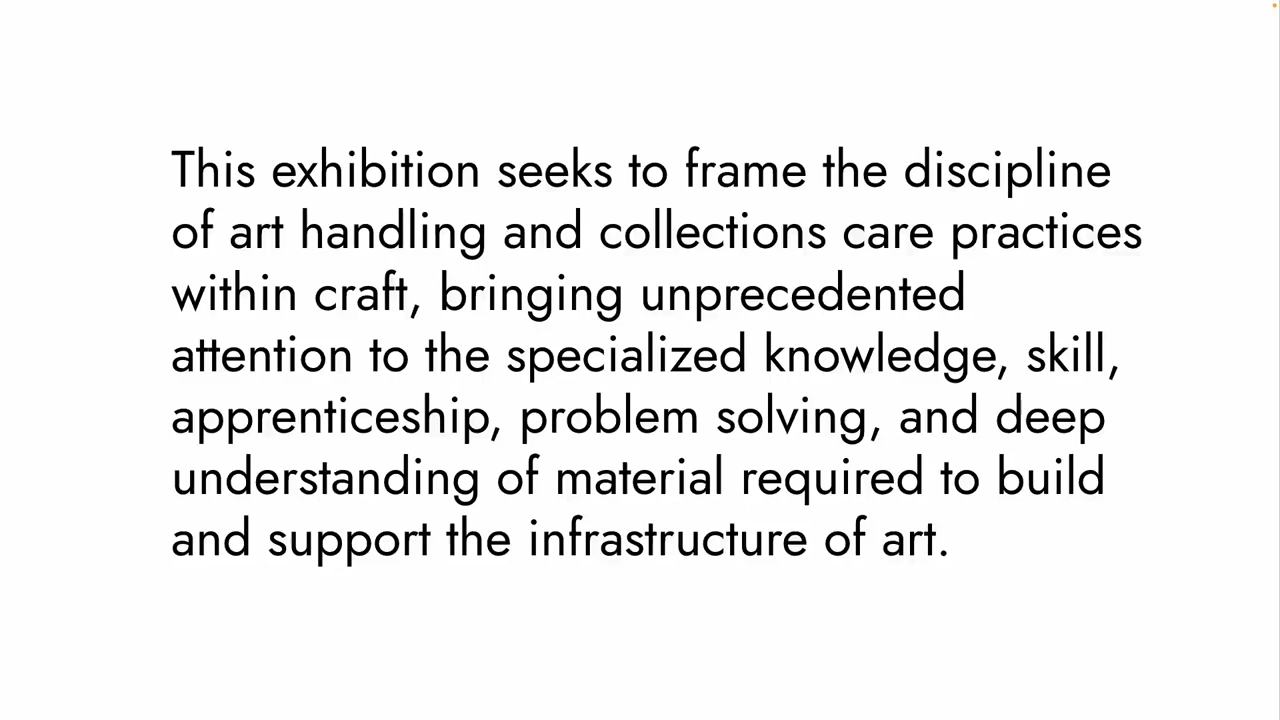 This exhibition seeks to frame the discipline
of art handling and collections care practices
within craft, bringing unprecedented
attention to the specialized knowledge, skill,
apprenticeship, problem solving, and deep
understanding of material required to build
and support the infrastructure of art.